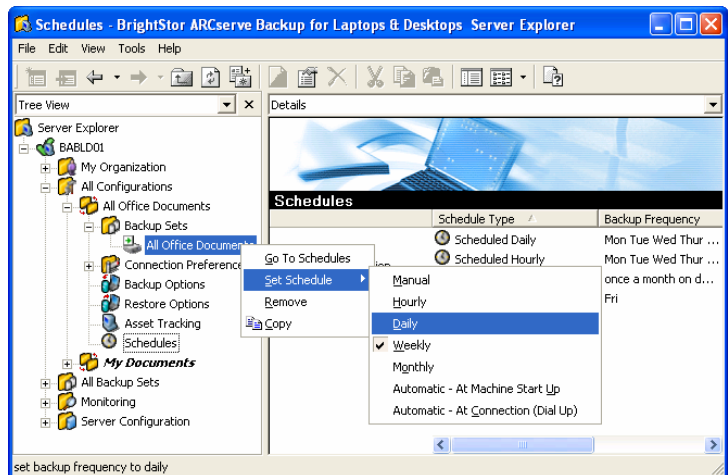 Schedules - BrightStor ARCserve Backup for Laptops & Desktops Server Explorer
File Edit View Tools Help
Tree View
Details
Server Explorer
BABLD01
My Organization
All Configurations
All Office Documents
Backup Sets
All Office Documents
Connection Preference
Backup Options
Restore Options
Asset Tracking
Schedules
My Documents
All Backup Sets
Monitoring
Server Configuration
Schedules
Schedule Type Backup Frequency
Scheduled Daily Mon Tue Wed Thur ...
Scheduled Hourly Mon Tue Wed Thur ...
once a month on d...
Fri
Go To Schedules
Set Schedule
Remove
Copy
Manual
Hourly
Daily
Weekly
Monthly
Automatic - At Machine Start Up
Automatic - At Connection (Dial Up)
set backup frequency to daily